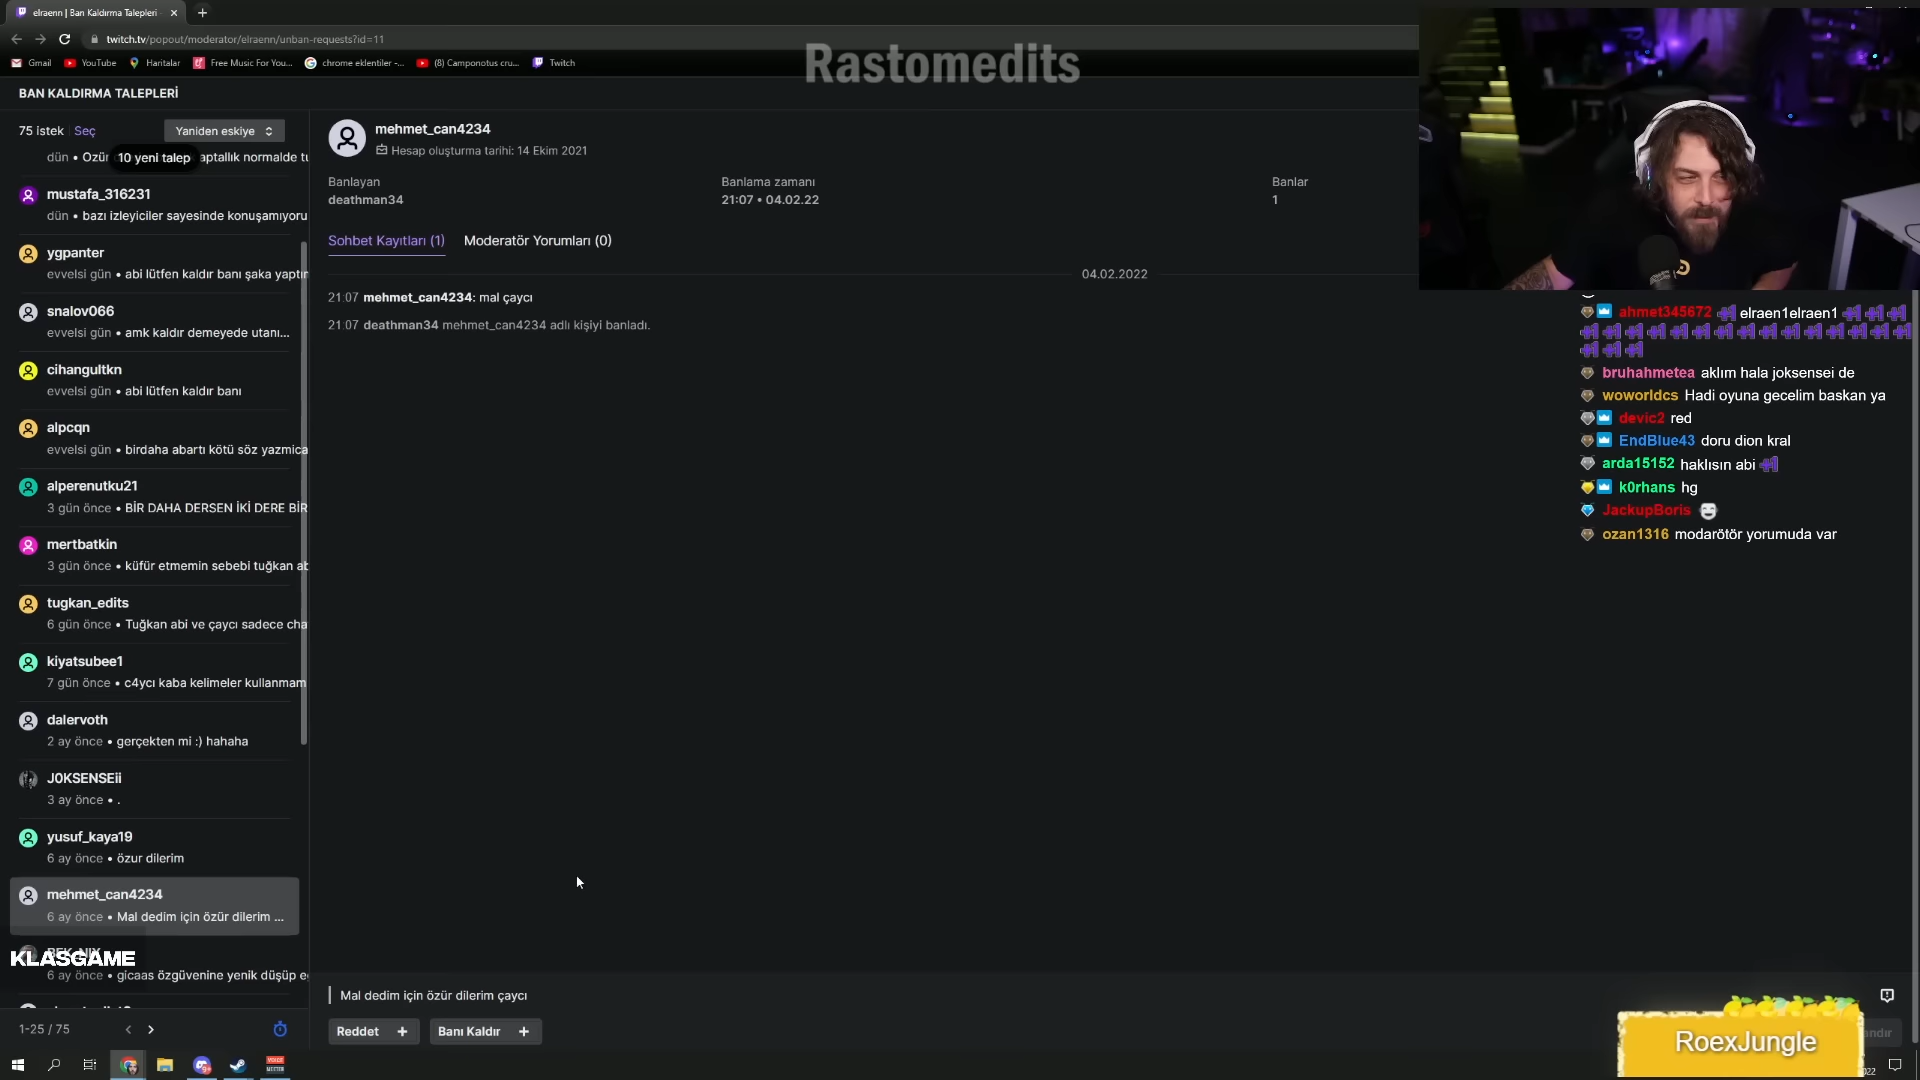 elraenn | Ban Kaldırma Talepleri
twitch.tv/popout/moderator/elraenn/unban-requests?id=11
Gmail
YouTube
Haritalar
Free Music For You...
chrome eklentiler -...
(8) Camponotus cru...
Twitch
Rastomedits
BAN KALDIRMA TALEPLERİ
75 istek
Seç
Yaniden eskiye
10 yeni talep
dün •
aptallık normalde
mustafa_316231
dün • bazı izleyiciler sayesinde konuşamıyoru
ygpanter
evvelsi gün • abi lütfen kaldır banı şaka yaptır
snalov066
evvelsi gün • amk kaldır demeyede utanı...
cihangultkn
evvelsi gün • abi lütfen kaldır banı
alpcqn
evvelsi gün • birdaha abartı kötü söz yazmica
alperenutku21
3 gün önce • BİR DAHA DERSEN İKİ DERE BİR
mertbatkin
3 gün önce • küfür etmemin sebebi tuğkan ab
tugkan_edits
6 gün önce • Tuğkan abi ve çaycı sadece cha
kiyatsubee1
7 gün önce • c4ycı kaba kelimeler kullanmam
dalervoth
2 ay önce • gerçekten mi :) hahaha
J0KSENSEii
3 ay önce • .
yusuf_kaya19
6 ay önce • özur dilerim
mehmet_can4234
6 ay önce • Mal dedim için özür dilerim ...
KLASGAME
6 ay önce • gicaas özgüvenine yenik düşüp e
1-25 / 75
mehmet_can4234
Hesap oluşturma tarihi: 14 Ekim 2021
Banlayan
deathman34
Banlama zamanı
21:07 • 04.02.22
Banlar
1
Sohbet Kayıtları (1)
Moderatör Yorumları (0)
04.02.2022
21:07 mehmet_can4234: mal çaycı
21:07 deathman34 mehmet_can4234 adlı kişiyi banladı.
Mal dedim için özür dilerim çaycı
Reddet
Banı Kaldır
ahmet345672 elraen1elraen1
bruhahmetea aklım hala joksensei de
woworldcs Hadi oyuna gecelim baskan ya
devic2 red
EndBlue43 doru dion kral
arda15152 haklısın abi
k0rhans hg
JackupBoris
ozan1316 modarötör yorumuda var
RoexJungle